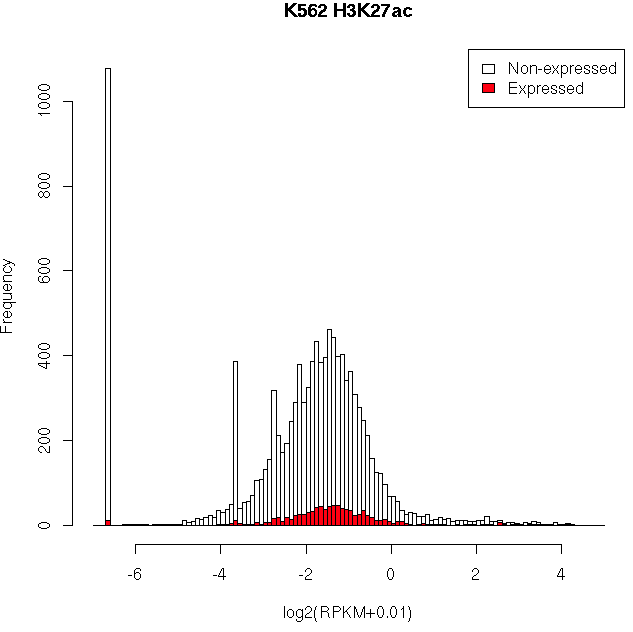 K562 H3K27ac
Non-expressed
Expressed
Frequency
1000
800
600
400
200
0
-6 -4 -2 0 2 4
log2(RPKM+0.01)